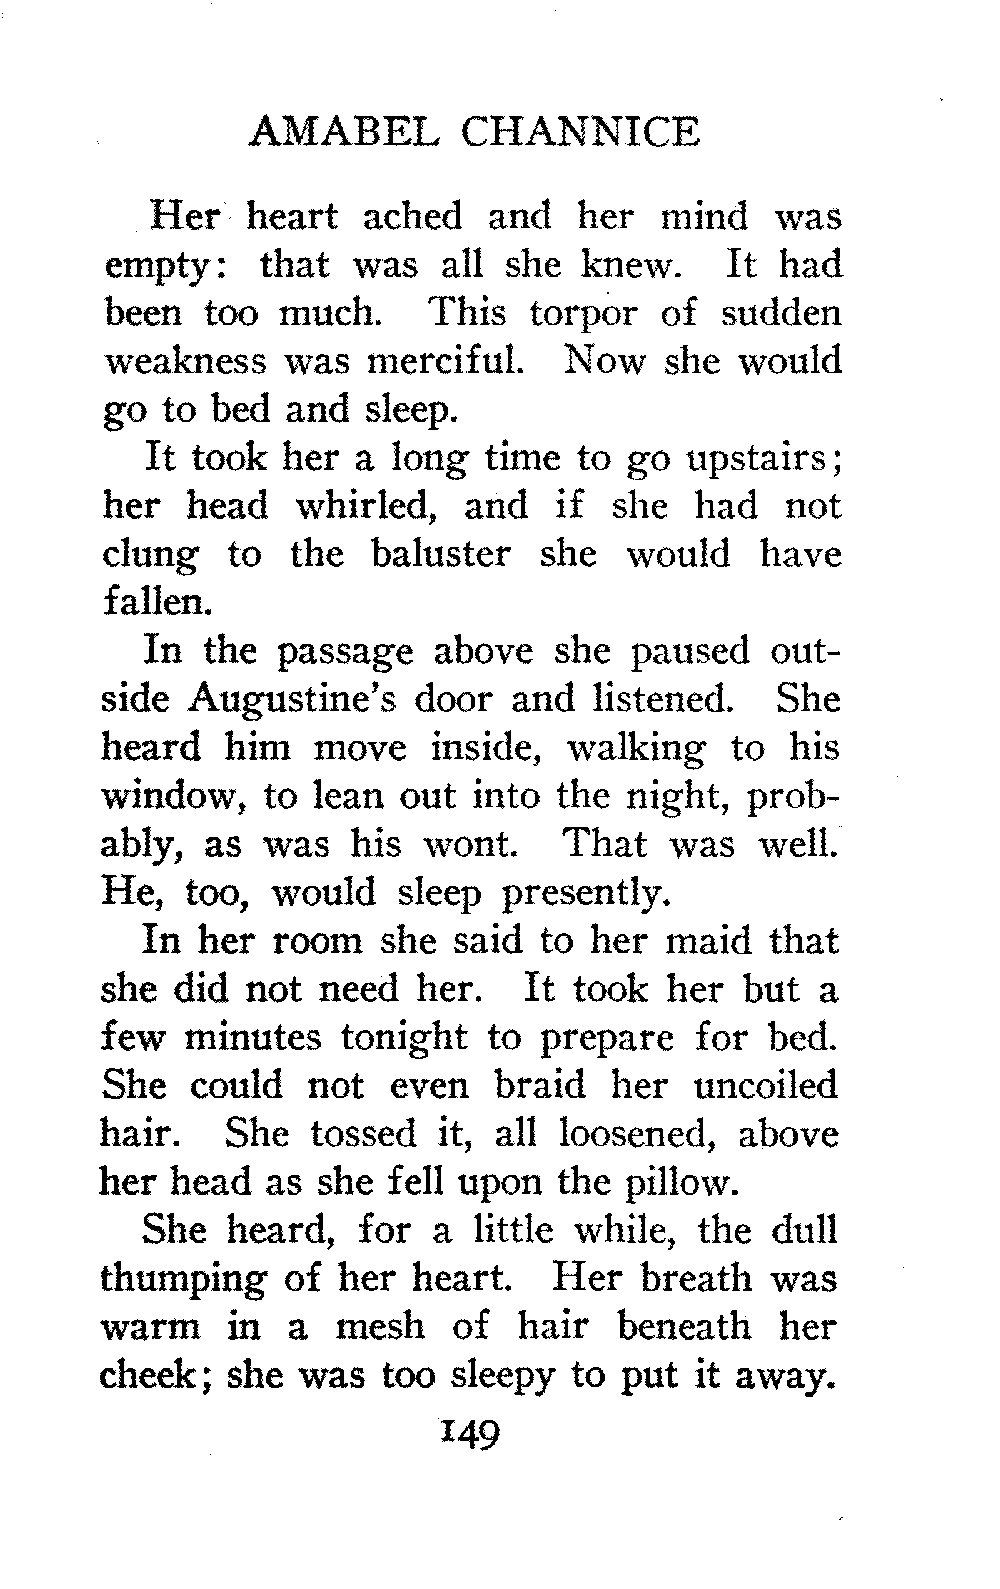 AMABEL CHANNICE
Her heart ached and her mind was
empty: that was all she knew. It had
been too much. This torpor of sudden
weakness was merciful. Now she would
go to bed and sleep.
It took her a long time to go upstairs;
her head whirled, and if she had not
clung to the baluster she would have
fallen.
In the passage above she paused out-
side Augustine's door and listened. She
heard him move inside, walking to his
window, to lean out into the night, prob-
ably, as was his wont. That was well.
He, too, would sleep presently.
In her room she said to her maid that
she did not need her. It took her but a
few minutes tonight to prepare for bed.
She could not even braid her uncoiled
hair. She tossed it, all loosened, above
her head as she fell upon the pillow.
She heard, for a little while, the dull
thumping of her heart. Her breath was
warm in a mesh of hair beneath her
cheek; she was too sleepy to put it away.
149